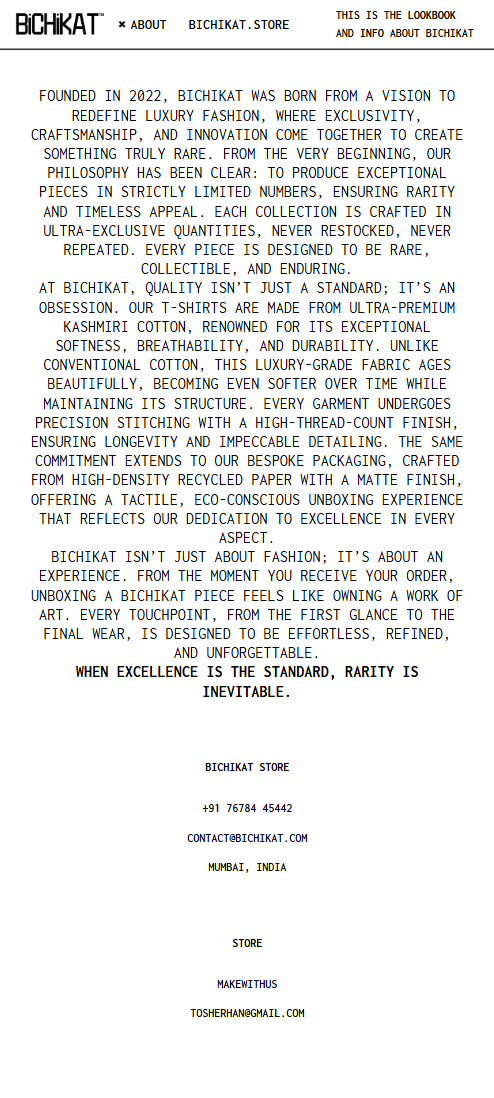 BiCHiKAT™
✖ ABOUT
BICHIKAT.STORE
THIS IS THE LOOKBOOK
AND INFO ABOUT BICHIKAT
FOUNDED IN 2022, BICHIKAT WAS BORN FROM A VISION TO
REDEFINE LUXURY FASHION, WHERE EXCLUSIVITY,
CRAFTSMANSHIP, AND INNOVATION COME TOGETHER TO CREATE
SOMETHING TRULY RARE. FROM THE VERY BEGINNING, OUR
PHILOSOPHY HAS BEEN CLEAR: TO PRODUCE EXCEPTIONAL
PIECES IN STRICTLY LIMITED NUMBERS, ENSURING RARITY
AND TIMELESS APPEAL. EACH COLLECTION IS CRAFTED IN
ULTRA-EXCLUSIVE QUANTITIES, NEVER RESTOCKED, NEVER
REPEATED. EVERY PIECE IS DESIGNED TO BE RARE,
COLLECTIBLE, AND ENDURING.
AT BICHIKAT, QUALITY ISN'T JUST A STANDARD; IT'S AN
OBSESSION. OUR T-SHIRTS ARE MADE FROM ULTRA-PREMIUM
KASHMIRI COTTON, RENOWNED FOR ITS EXCEPTIONAL
SOFTNESS, BREATHABILITY, AND DURABILITY. UNLIKE
CONVENTIONAL COTTON, THIS LUXURY-GRADE FABRIC AGES
BEAUTIFULLY, BECOMING EVEN SOFTER OVER TIME WHILE
MAINTAINING ITS STRUCTURE. EVERY GARMENT UNDERGOES
PRECISION STITCHING WITH A HIGH-THREAD-COUNT FINISH,
ENSURING LONGEVITY AND IMPECCABLE DETAILING. THE SAME
COMMITMENT EXTENDS TO OUR BESPOKE PACKAGING, CRAFTED
FROM HIGH-DENSITY RECYCLED PAPER WITH A MATTE FINISH,
OFFERING A TACTILE, ECO-CONSCIOUS UNBOXING EXPERIENCE
THAT REFLECTS OUR DEDICATION TO EXCELLENCE IN EVERY
ASPECT.
BICHIKAT ISN'T JUST ABOUT FASHION; IT'S ABOUT AN
EXPERIENCE. FROM THE MOMENT YOU RECEIVE YOUR ORDER,
UNBOXING A BICHIKAT PIECE FEELS LIKE OWNING A WORK OF
ART. EVERY TOUCHPOINT, FROM THE FIRST GLANCE TO THE
FINAL WEAR, IS DESIGNED TO BE EFFORTLESS, REFINED,
AND UNFORGETTABLE.
WHEN EXCELLENCE IS THE STANDARD, RARITY IS
INEVITABLE.
BICHIKAT STORE
+91 76784 45442
CONTACT@BICHIKAT.COM
MUMBAI, INDIA
STORE
MAKEWITHUS
TOSHERHAN@GMAIL.COM